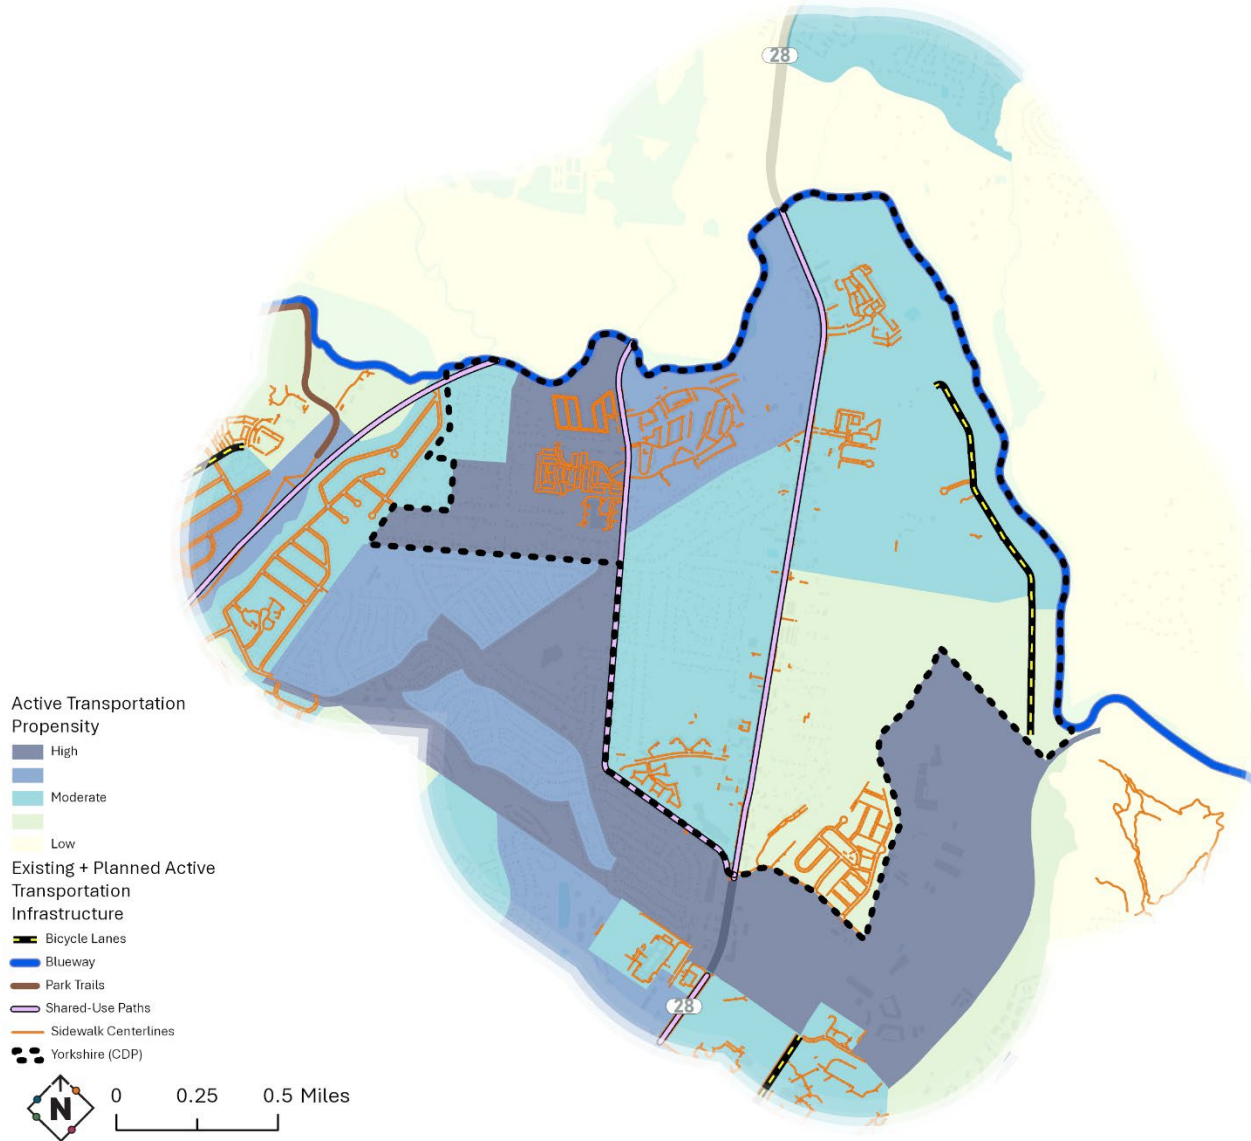 28
Active Transportation
Propensity
High
Moderate
Low
Existing + Planned Active
Transportation
Infrastructure
Bicycle Lanes
Blueway
Park Trails
Shared-Use Paths
28
Sidewalk Centerlines
Yorkshire (CDP)
N
0 0.25 0.5 Miles